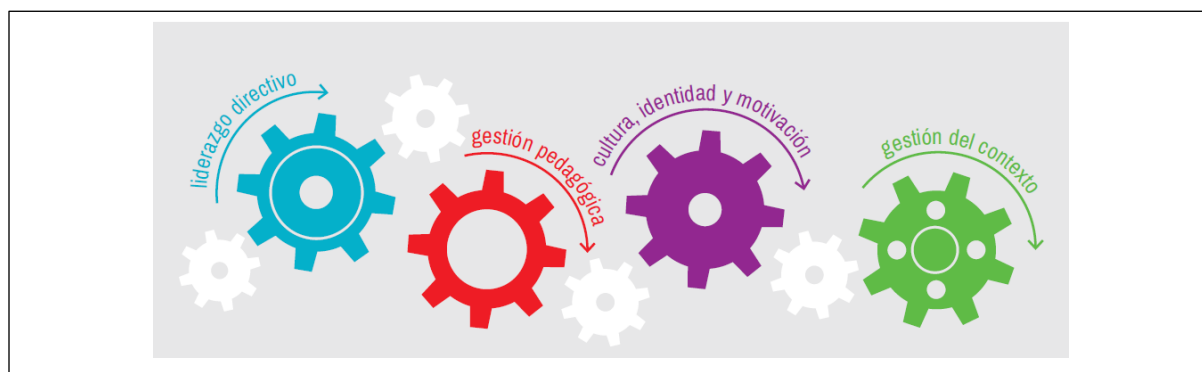 liderazgo directivo
gestión pedagógica
cultura, identidad y motivación
gestión del contexto